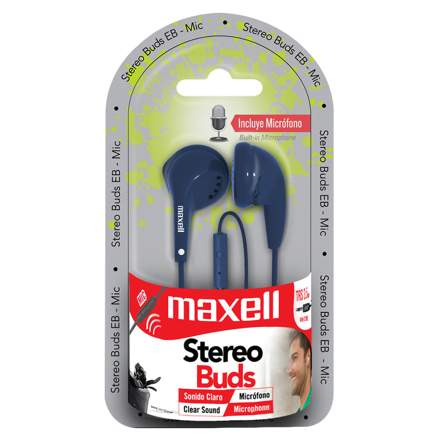 Stereo Buds EB - Mic
Stereo Buds EB - Mic
Stereo Buds EB - Mic
Stereo Buds EB - Mic
Stereo Buds EB - Mic
Stereo Buds EB - Mic
Incluye Micrófono
Built-in Microphone
maxell
maxell
Stereo
Buds
Sonido Claro
Micrófono
Clear Sound
Microphone